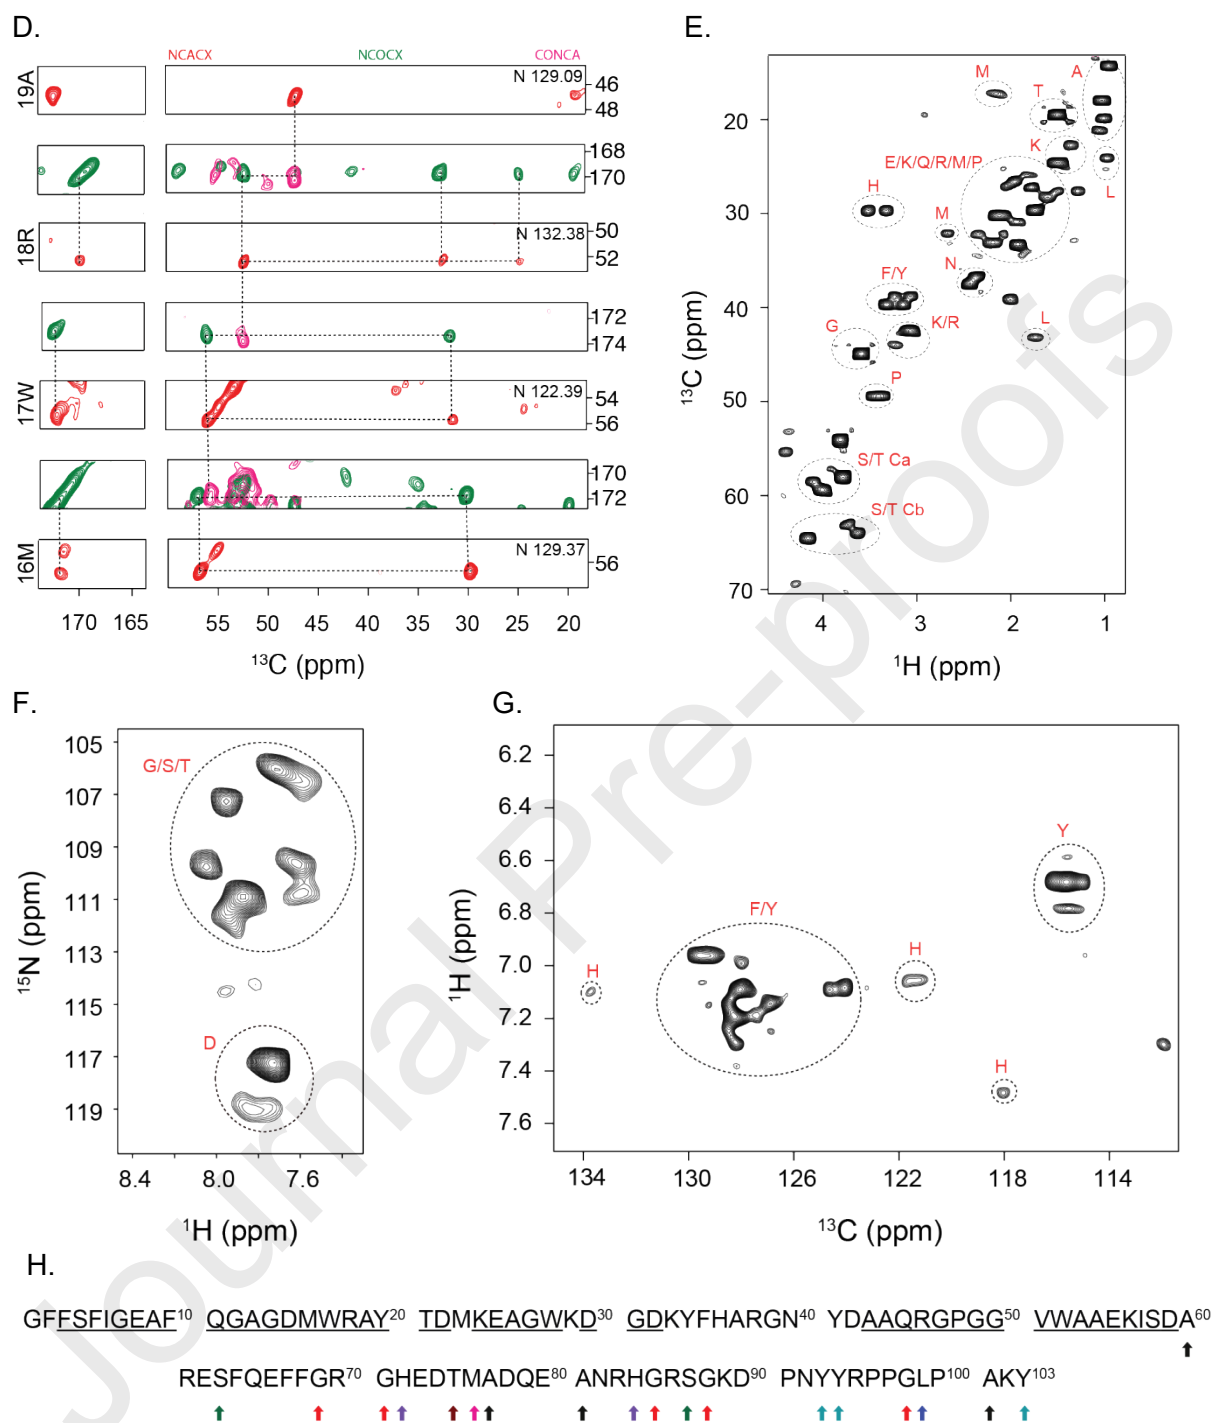 D.
NCACX NCOCX CONCA
19A
N 129.09
46
48
168
170
18R
N 132.38
50
52
172
174
17W
N 122.39
54
56
170
172
16M
N 129.37
56
170 165 55 50 45 40 35 30 25 20
13C (ppm)
E.
M A
T
K
E/K/Q/R/M/P
L
H
M
N
F/Y
K/R
G
L
P
S/T Ca
S/T Cb
20
30
40
50
60
70
13C (ppm)
4 3 2 1
1H (ppm)
F.
G/S/T
D
105
107
109
111
113
115
117
119
15N (ppm)
8.4 8.0 7.6
1H (ppm)
G.
Y
F/Y
H
H
H
6.2
6.4
6.6
6.8
7.0
7.2
7.4
7.6
1H (ppm)
134 130 126 122 118 114
13C (ppm)
H.
GFFSFIGEAF10 QGAGDMWRAY20 TDMKEAGWKD30 GDKYFHARGN40 YDAAQRGPGG50 VWAAEKISDA60
RESFQEFFGR70 GHEDTMADQE80 ANRHGRSGKD90 PNYYRPPGLP100 AKY103
Journal Pre-proofs